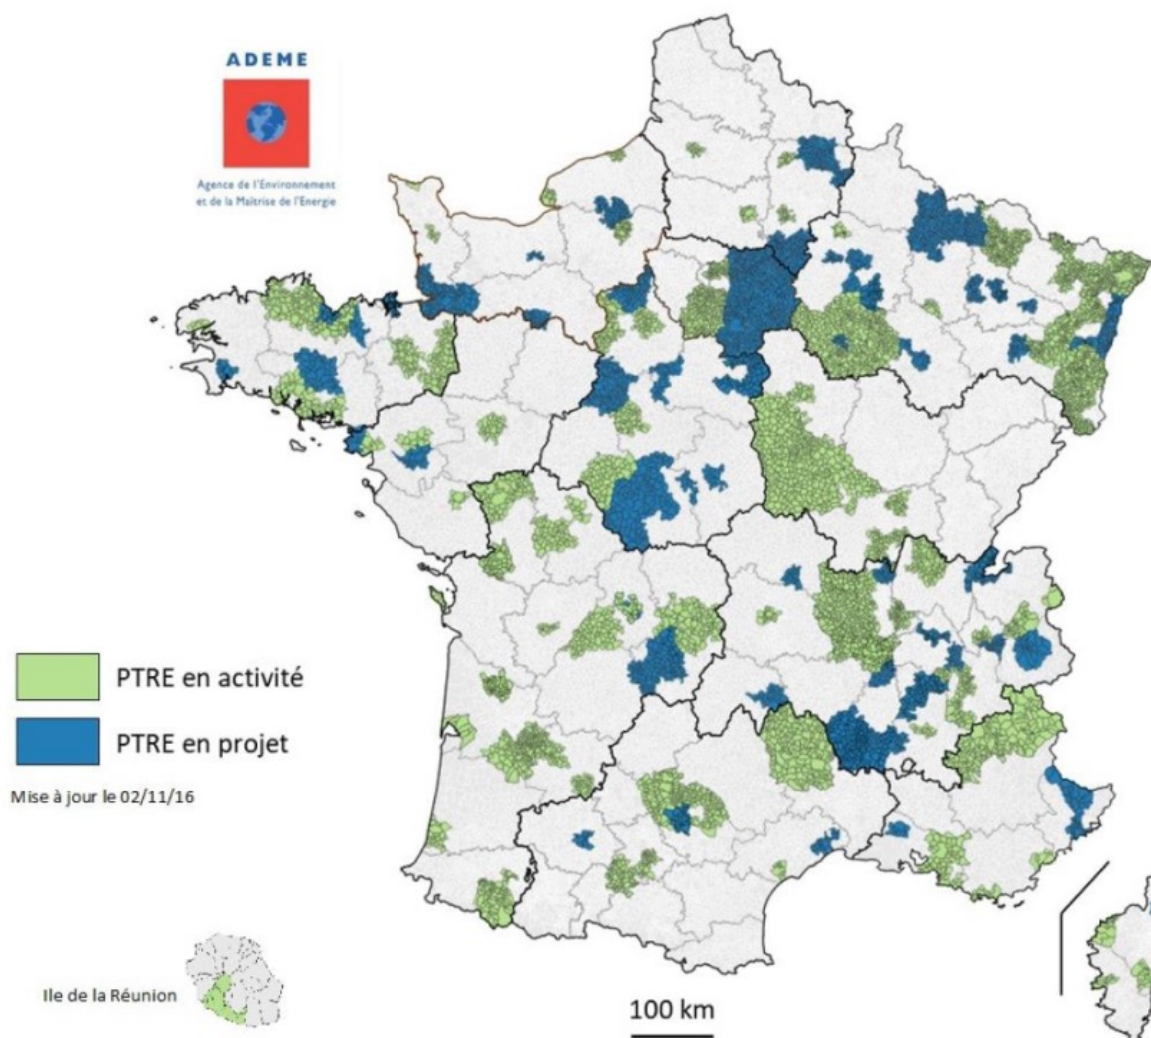 ADEME
Agence de l'Environnement
et de la Maîtrise de l'Energie
PTRE en activité
PTRE en projet
Mise à jour le 02/11/16
Ile de la Réunion
100 km